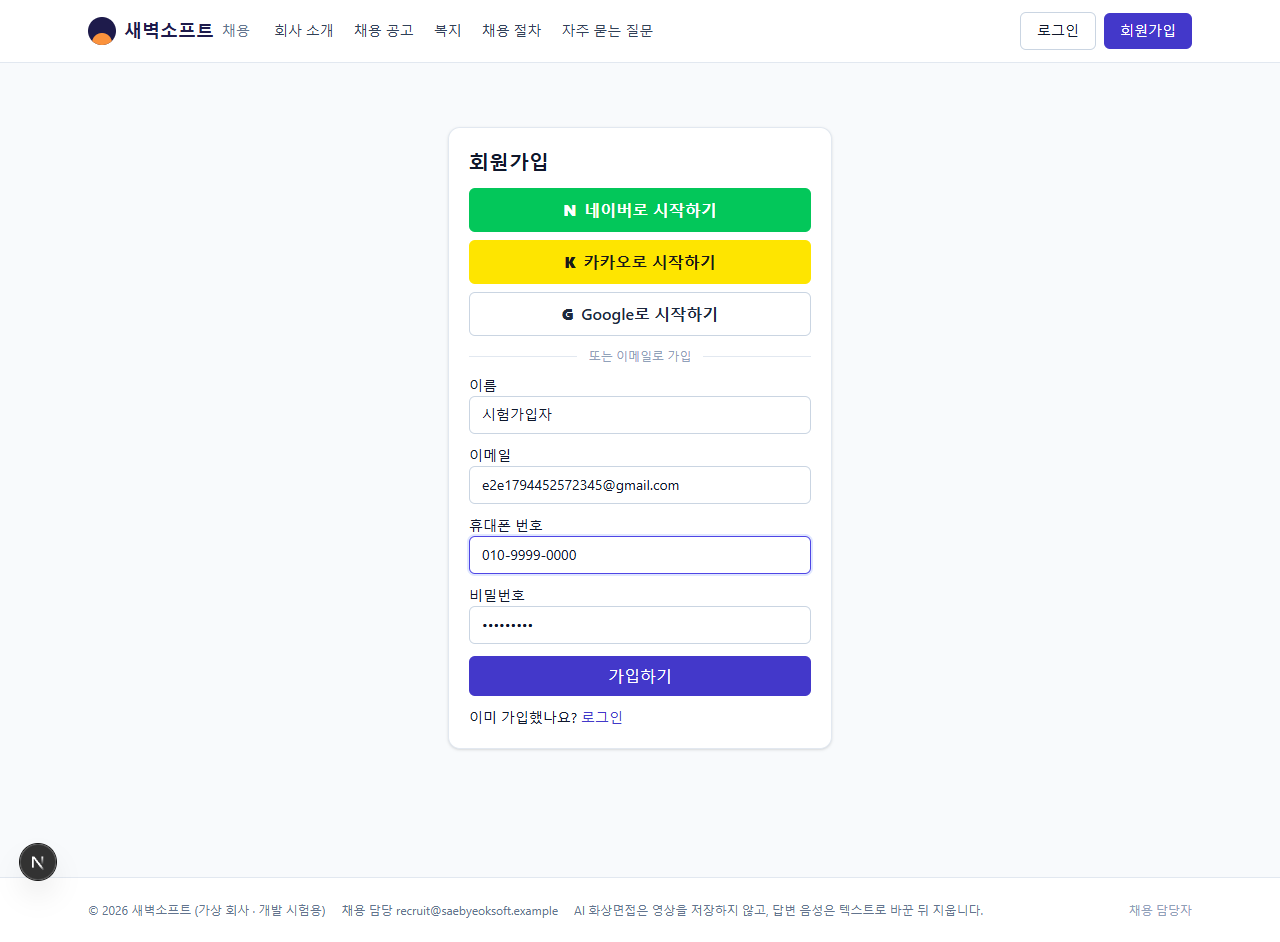 새벽소프트 채용 회사 소개 채용 공고 복지 채용 절차 자주 묻는 질문 로그인 회원가입
회원가입
N 네이버로 시작하기
K 카카오로 시작하기
G Google로 시작하기
또는 이메일로 가입
이름
시험가입자
이메일
e2e1794452572345@gmail.com
휴대폰 번호
010-9999-0000
비밀번호
•••••••••
가입하기
이미 가입했나요? 로그인
N
© 2026 새벽소프트 (가상 회사 · 개발 시험용) 채용 담당 recruit@saebyeoksoft.example AI 화상면접은 영상을 저장하지 않고, 답변 음성은 텍스트로 바꾼 뒤 지웁니다. 채용 담당자